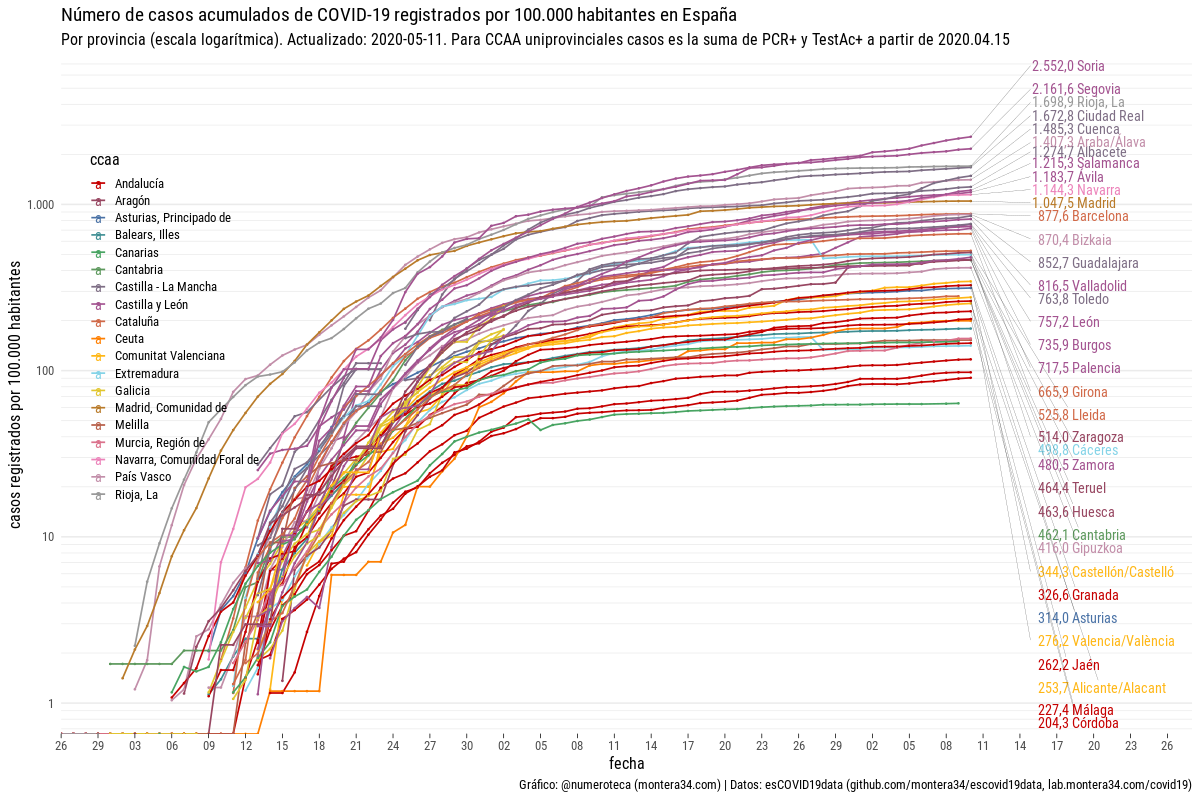 Número de casos acumulados de COVID-19 registrados por 100.000 habitantes en España
Por provincia (escala logarítmica). Actualizado: 2020-05-11. Para CCAA uniprovinciales casos es la suma de PCR+ y TestAc+ a partir de 2020.04.15
casos registrados por 100.000 habitantes
1.000
100
10
1
ccaa
Andalucía
Aragón
Asturias, Principado de
Balears, Illes
Canarias
Cantabria
Castilla - La Mancha
Castilla y León
Cataluña
Ceuta
Comunitat Valenciana
Extremadura
Galicia
Madrid, Comunidad de
Melilla
Murcia, Región de
Navarra, Comunidad Foral de
País Vasco
Rioja, La
2.552,0 Soria
2.161,6 Segovia
1.698,9 Rioja, La
1.672,8 Ciudad Real
1.485,3 Cuenca
1.407,3 Araba/Álava
1.274,7 Albacete
1.215,3 Salamanca
1.183,7 Ávila
1.144,3 Navarra
1.047,5 Madrid
877,6 Barcelona
870,4 Bizkaia
852,7 Guadalajara
816,5 Valladolid
763,8 Toledo
757,2 León
735,9 Burgos
717,5 Palencia
665,9 Girona
525,8 Lleida
514,0 Zaragoza
498,8 Cáceres
480,5 Zamora
464,4 Teruel
463,6 Huesca
462,1 Cantabria
416,0 Gipuzkoa
344,3 Castellón/Castelló
326,6 Granada
314,0 Asturias
276,2 Valencia/València
262,2 Jaén
253,7 Alicante/Alacant
227,4 Málaga
204,3 Córdoba
26 29 03 06 09 12 15 18 21 24 27 30 02 05 08 11 14 17 20 23 26 29 02 05 08 11 14 17 20 23 26
fecha
Gráfico: @numeroteca (montera34.com) | Datos: esCOVID19data (github.com/montera34/escovid19data, lab.montera34.com/covid19)